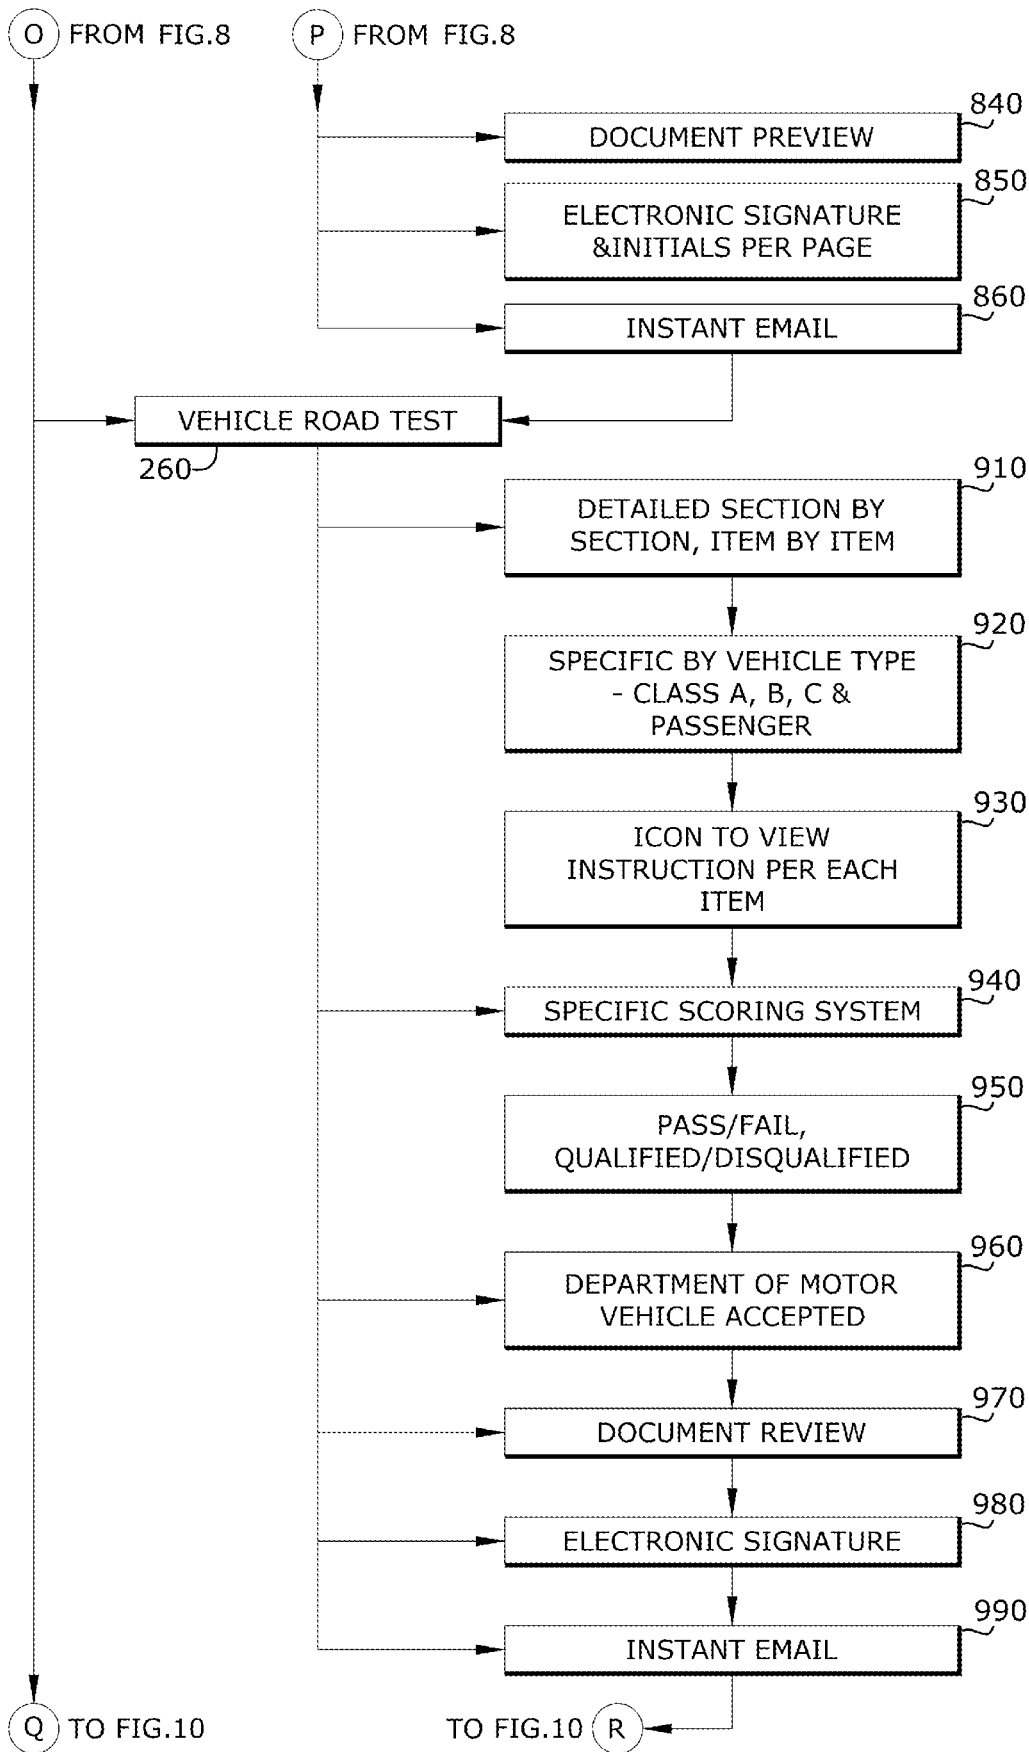 O FROM FIG.8
P FROM FIG.8
840
DOCUMENT PREVIEW
850
ELECTRONIC SIGNATURE
&INITIALS PER PAGE
860
INSTANT EMAIL
VEHICLE ROAD TEST
260
910
DETAILED SECTION BY
SECTION, ITEM BY ITEM
920
SPECIFIC BY VEHICLE TYPE
- CLASS A, B, C &
PASSENGER
930
ICON TO VIEW
INSTRUCTION PER EACH
ITEM
940
SPECIFIC SCORING SYSTEM
950
PASS/FAIL,
QUALIFIED/DISQUALIFIED
960
DEPARTMENT OF MOTOR
VEHICLE ACCEPTED
970
DOCUMENT REVIEW
980
ELECTRONIC SIGNATURE
990
INSTANT EMAIL
Q TO FIG.10
TO FIG.10 R